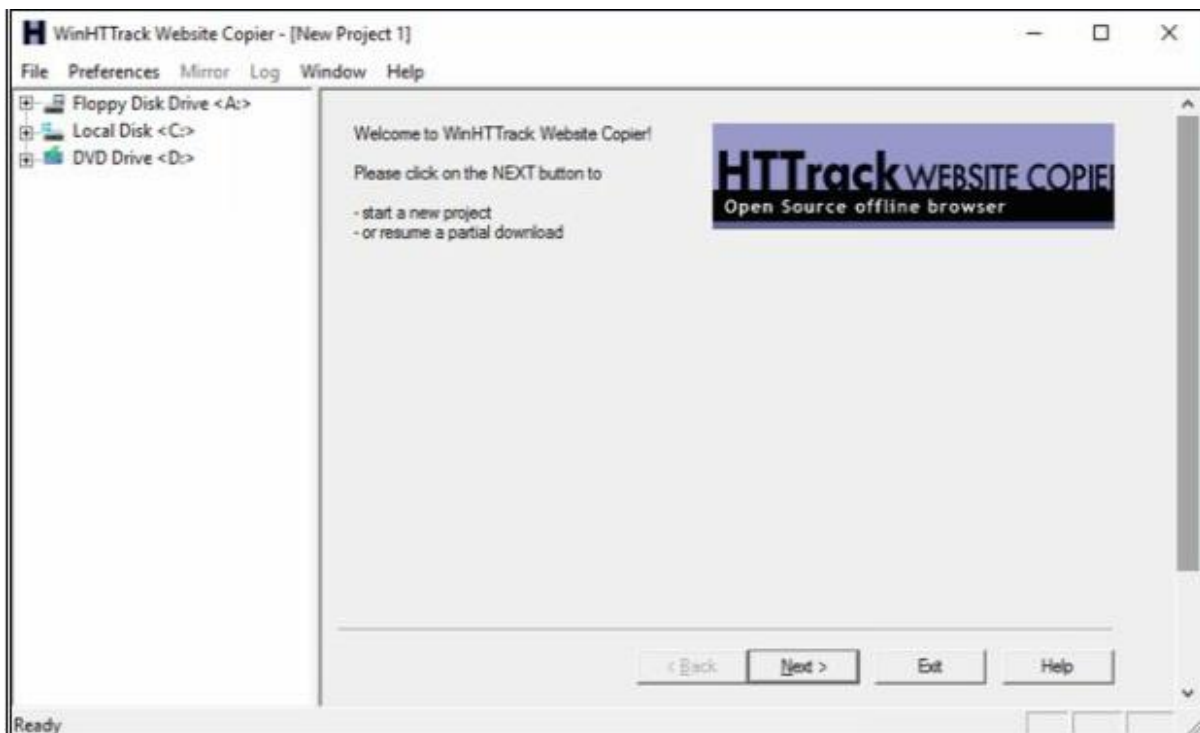 WinHTTrack Website Copier - [New Project 1]
File Preferences Mirror Log Window Help
Floppy Disk Drive <A:>
Local Disk <C:>
DVD Drive <D:>
Welcome to WinHTTrack Website Copier!
Please click on the NEXT button to
- start a new project
- or resume a partial download
HTTrack WEBSITE COPIE
Open Source offline browser
< Back Next > Exit Help
Ready